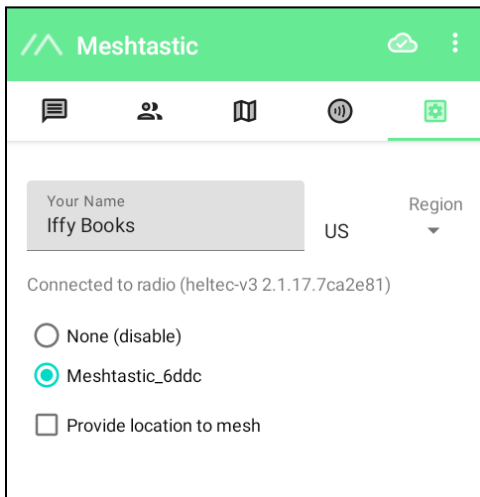 Meshtastic
Your Name
Iffy Books
US
Region
Connected to radio (heltec-v3 2.1.17.7ca2e81)
None (disable)
Meshtastic_6ddc
Provide location to mesh